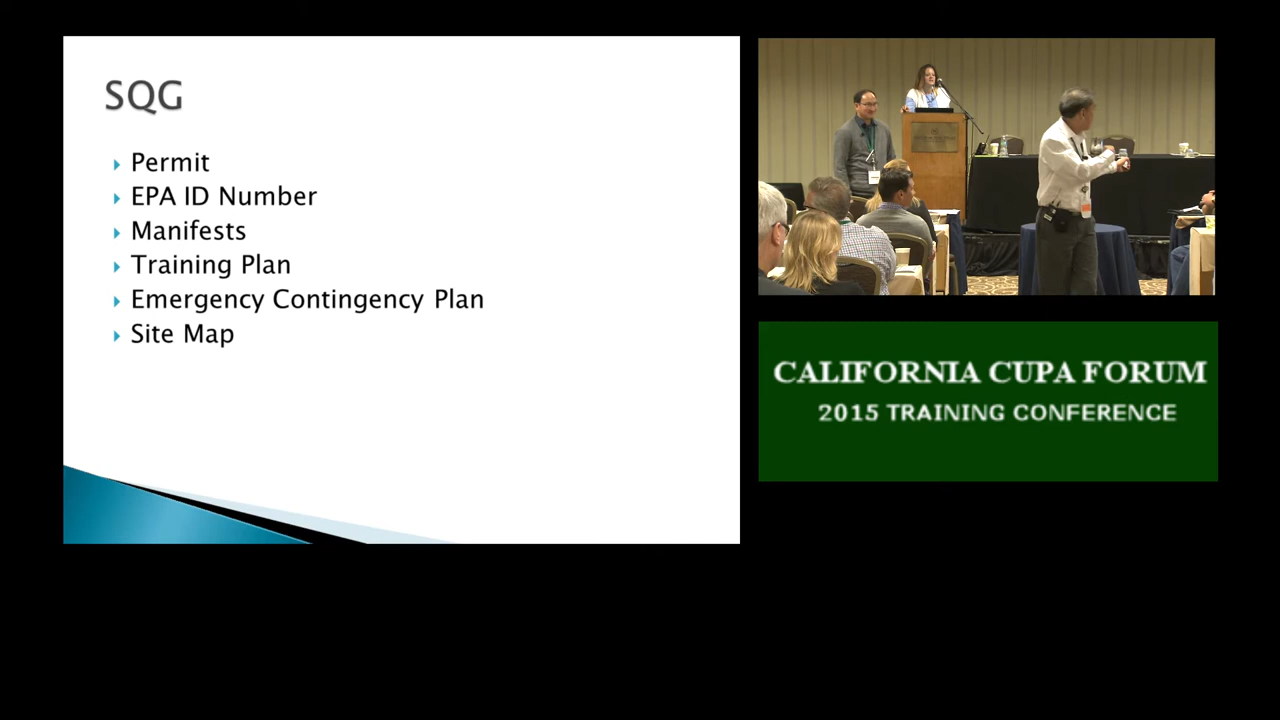 SQG
Permit
EPA ID Number
Manifests
Training Plan
Emergency Contingency Plan
Site Map
CALIFORNIA CUPA FORUM
2015 TRAINING CONFERENCE